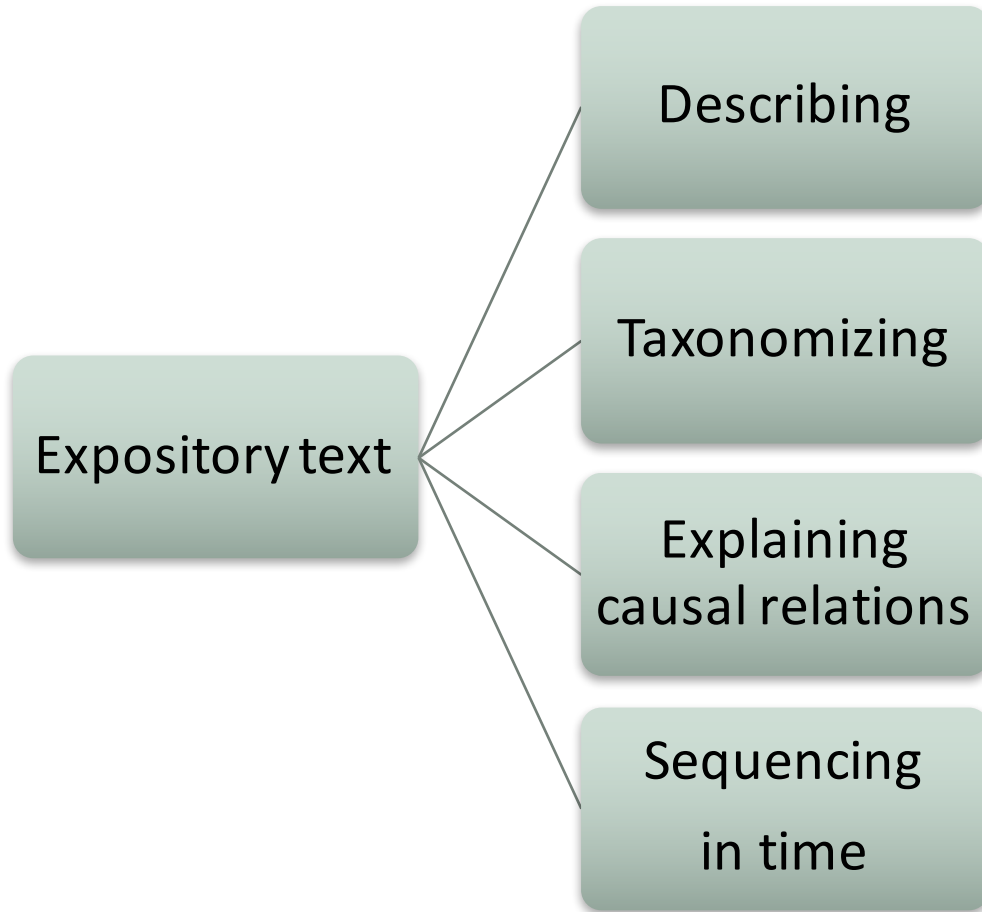 Expository text
Describing
Taxonomizing
Explaining
causal relations
Sequencing
in time